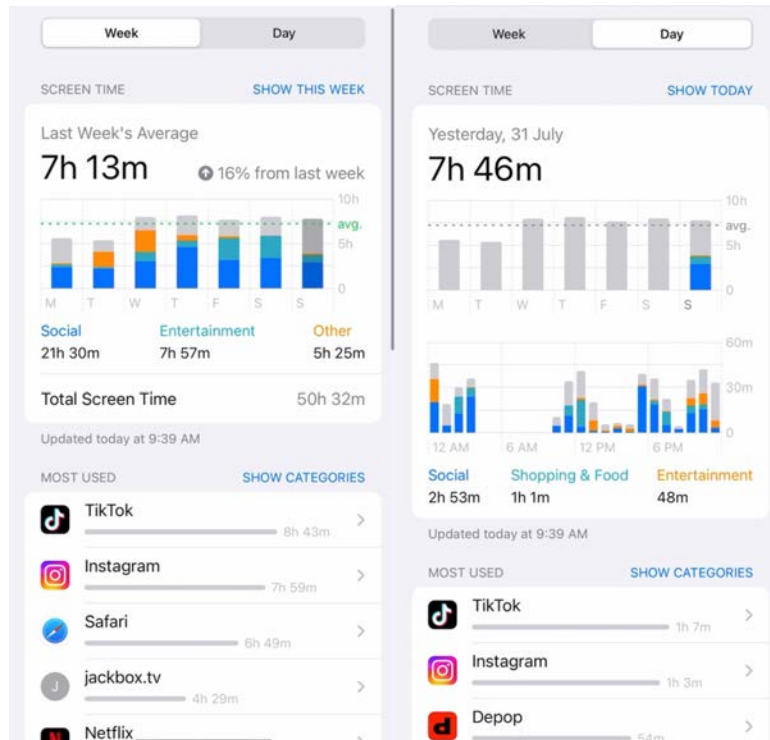 Week Day
SCREEN TIME SHOW THIS WEEK
Last Week's Average
7h 13m 16% from last week
10h
avg.
5h
0
M T W T F S S
Social Entertainment Other
21h 30m 7h 57m 5h 25m
Total Screen Time 50h 32m
Updated today at 9:39 AM
MOST USED SHOW CATEGORIES
TikTok
8h 43m
Instagram
7h 59m
Safari
6h 49m
J jackbox.tv
4h 29m
N Netflix
Week Day
SCREEN TIME SHOW TODAY
Yesterday, 31 July
7h 46m
10h
avg.
5h
0
M T W T F S S
60m
30m
0
12 AM 6 AM 12 PM 6 PM
Social Shopping & Food Entertainment
2h 53m 1h 1m 48m
Updated today at 9:39 AM
MOST USED SHOW CATEGORIES
TikTok
1h 7m
Instagram
1h 3m
d Depop
54m